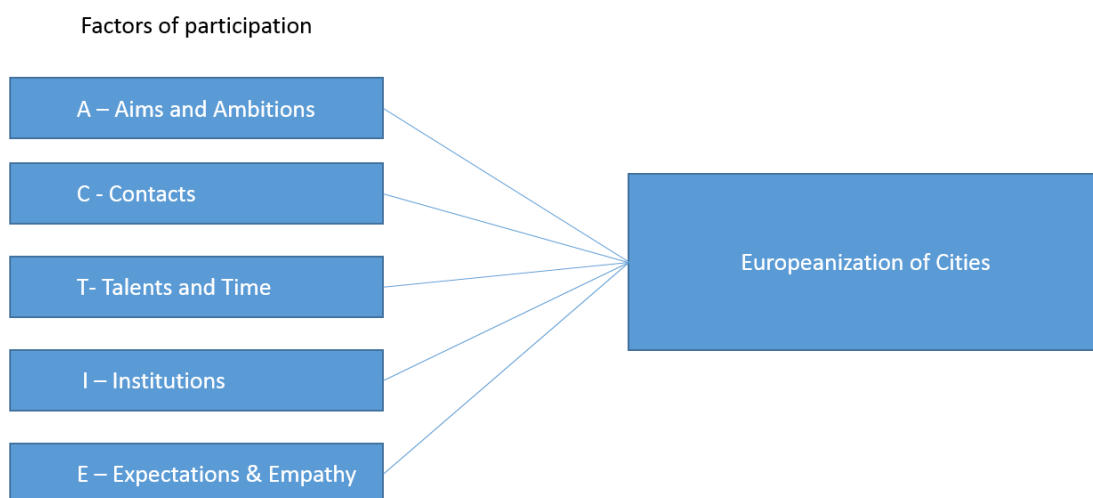 Factors of participation
A – Aims and Ambitions
C - Contacts
T- Talents and Time
I – Institutions
E – Expectations & Empathy
Europeanization of Cities